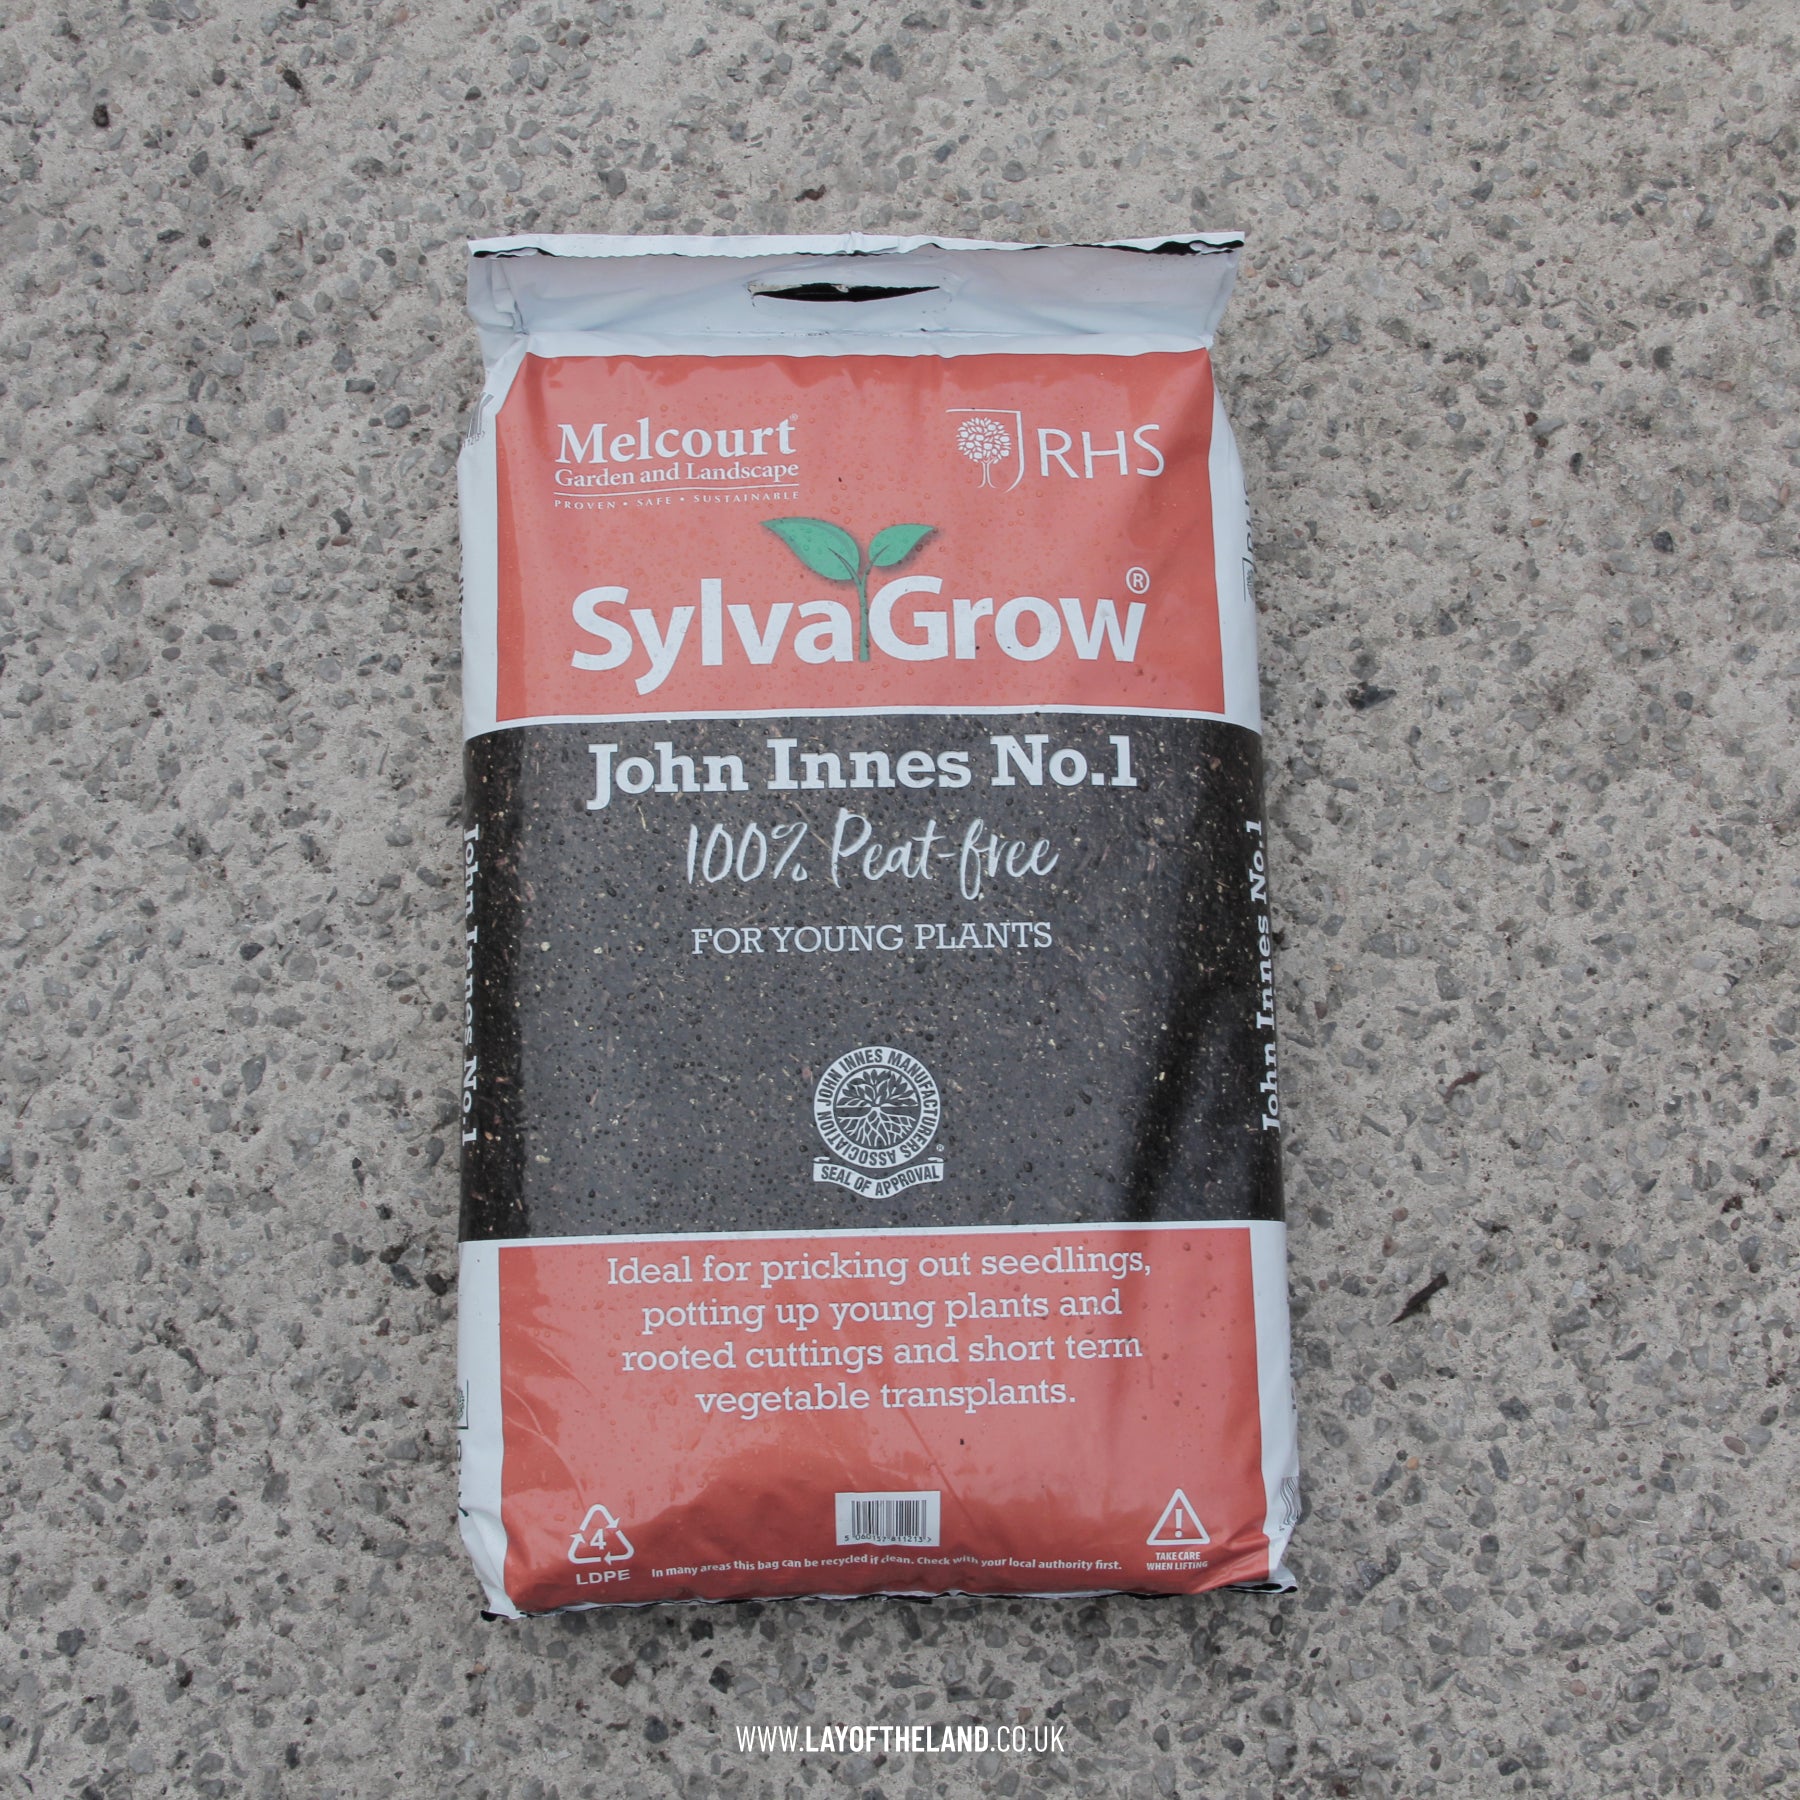 Melcourt®
Garden and Landscape
PROVEN • SAFE • SUSTAINABLE
RHS
SylvaGrow®
John Innes No.1
100% Peat-free
FOR YOUNG PLANTS
John Innes No.1
John Innes No.1
JOHN INNES MANUFACTURERS ASSOCIATION
SEAL OF APPROVAL
Ideal for pricking out seedlings,
potting up young plants and
rooted cuttings and short term
vegetable transplants.
4
LDPE
5 060157 811213 >
In many areas this bag can be recycled if clean. Check with your local authority first.
!
TAKE CARE
WHEN LIFTING
WWW.LAYOFTHELAND.CO.UK